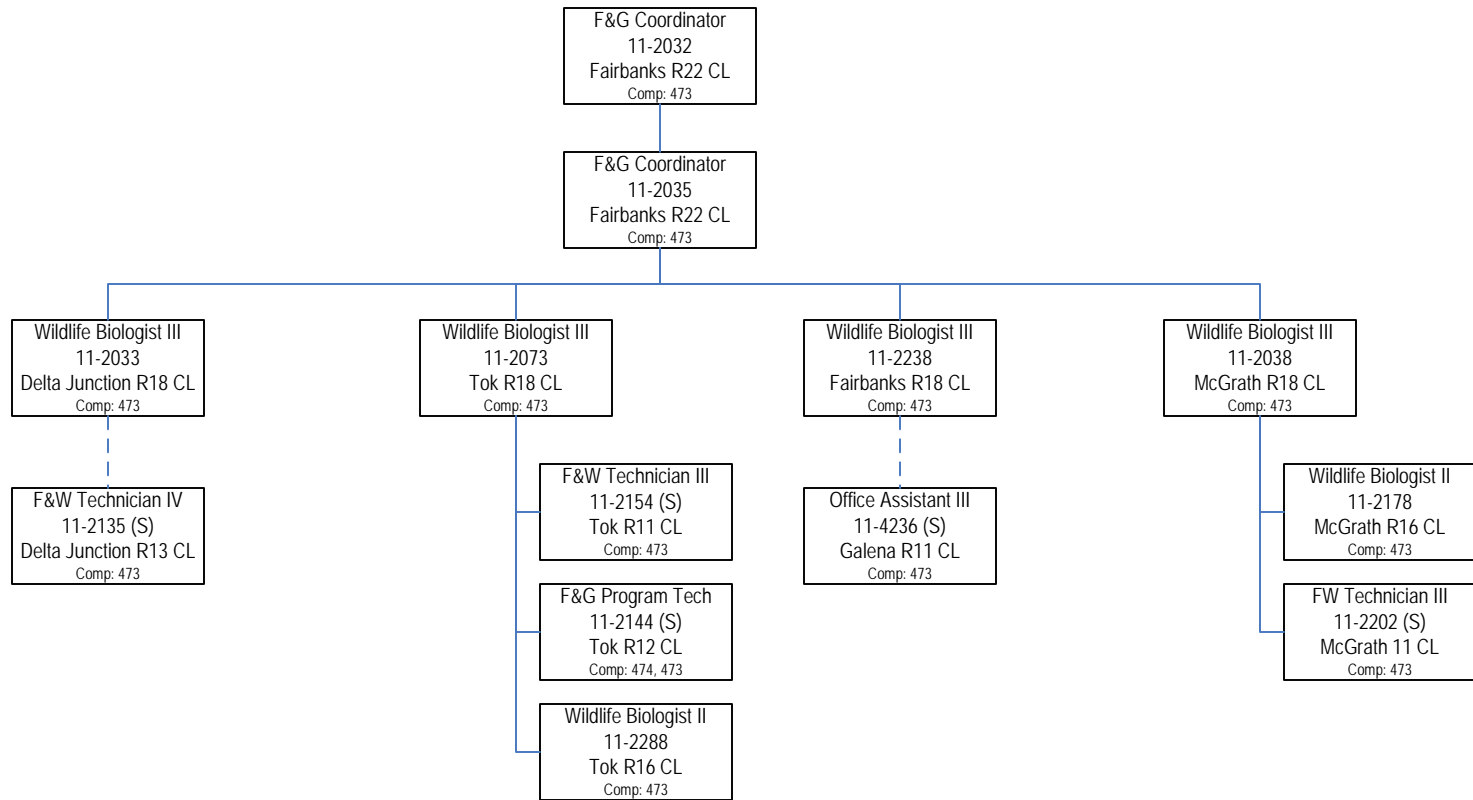 F&G Coordinator
11-2032
Fairbanks R22 CL
Comp: 473
F&G Coordinator
11-2035
Fairbanks R22 CL
Comp: 473
Wildlife Biologist III
11-2033
Delta Junction R18 CL
Comp: 473
Wildlife Biologist III
11-2073
Tok R18 CL
Comp: 473
Wildlife Biologist III
11-2238
Fairbanks R18 CL
Comp: 473
Wildlife Biologist III
11-2038
McGrath R18 CL
Comp: 473
F&W Technician IV
11-2135 (S)
Delta Junction R13 CL
Comp: 473
F&W Technician III
11-2154 (S)
Tok R11 CL
Comp: 473
F&G Program Tech
11-2144 (S)
Tok R12 CL
Comp: 474, 473
Wildlife Biologist II
11-2288
Tok R16 CL
Comp: 473
Office Assistant III
11-4236 (S)
Galena R11 CL
Comp: 473
Wildlife Biologist II
11-2178
McGrath R16 CL
Comp: 473
FW Technician III
11-2202 (S)
McGrath 11 CL
Comp: 473